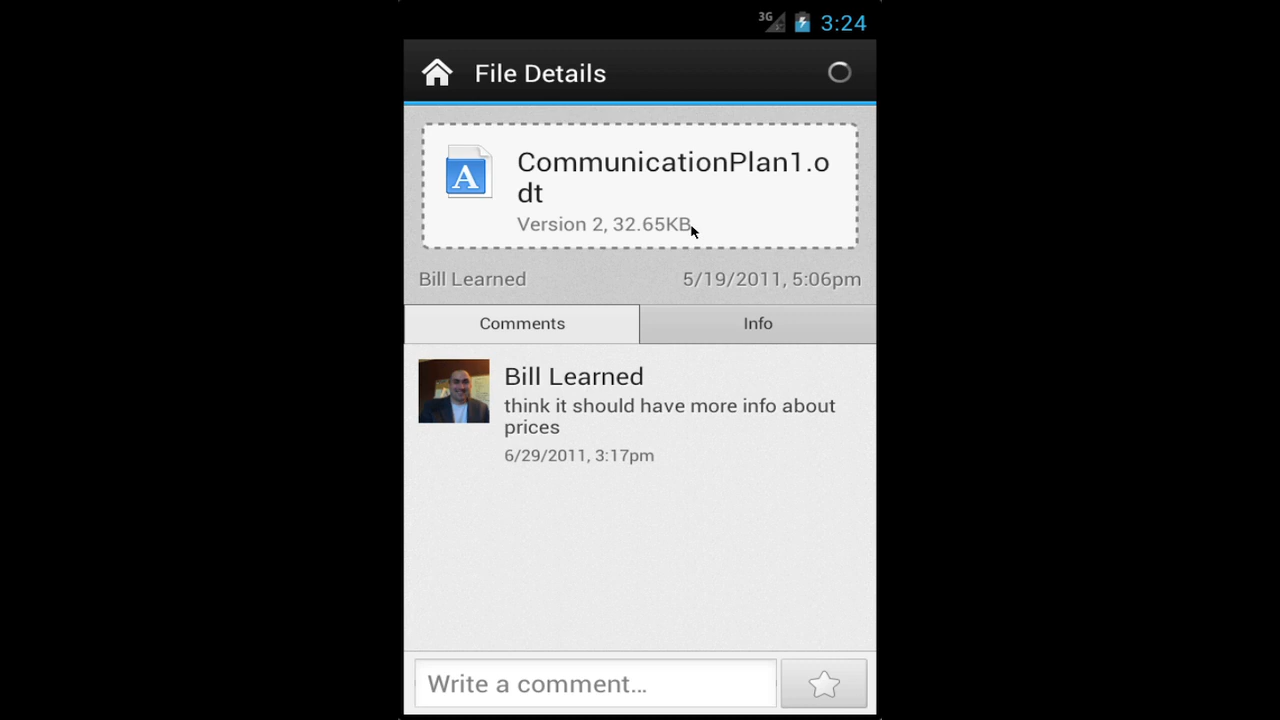 3G 3:24
File Details
A
CommunicationPlan1.o
dt
Version 2, 32.65KB
Bill Learned 5/19/2011, 5:06pm
Comments Info
Bill Learned
think it should have more info about
prices
6/29/2011, 3:17pm
Write a comment...